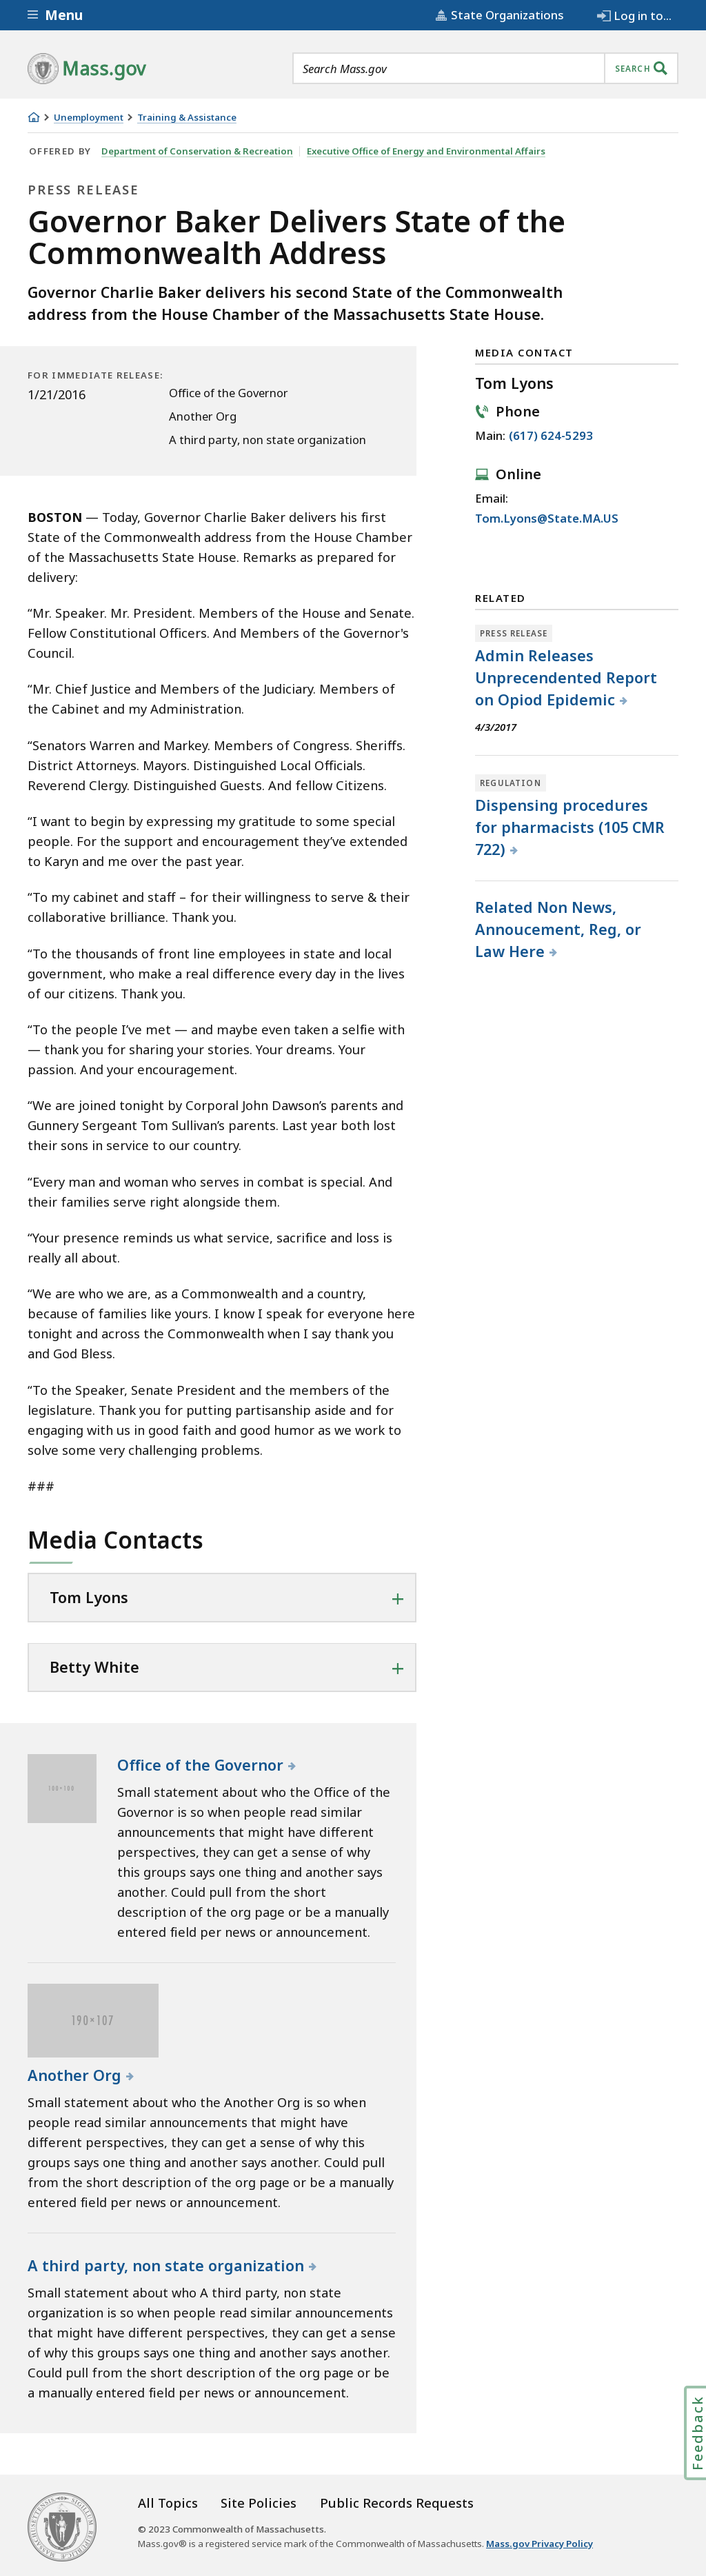 Menu
State Organizations
Log in to...
Mass.gov
Search Mass.gov
SEARCH
Unemployment
Training & Assistance
OFFERED BY Department of Conservation & Recreation Executive Office of Energy and Environmental Affairs
PRESS RELEASE
Governor Baker Delivers State of the
Commonwealth Address
Governor Charlie Baker delivers his second State of the Commonwealth
address from the House Chamber of the Massachusetts State House.
FOR IMMEDIATE RELEASE:
1/21/2016
Office of the Governor
Another Org
A third party, non state organization
MEDIA CONTACT
Tom Lyons
Phone
Main: (617) 624-5293
Online
Email:
Tom.Lyons@State.MA.US
RELATED
PRESS RELEASE
Admin Releases
Unprecendented Report
on Opiod Epidemic
4/3/2017
REGULATION
Dispensing procedures
for pharmacists (105 CMR
722)
Related Non News,
Annoucement, Reg, or
Law Here
BOSTON — Today, Governor Charlie Baker delivers his first
State of the Commonwealth address from the House Chamber
of the Massachusetts State House. Remarks as prepared for
delivery:
“Mr. Speaker. Mr. President. Members of the House and Senate.
Fellow Constitutional Officers. And Members of the Governor's
Council.
“Mr. Chief Justice and Members of the Judiciary. Members of
the Cabinet and my Administration.
“Senators Warren and Markey. Members of Congress. Sheriffs.
District Attorneys. Mayors. Distinguished Local Officials.
Reverend Clergy. Distinguished Guests. And fellow Citizens.
“I want to begin by expressing my gratitude to some special
people. For the support and encouragement they’ve extended
to Karyn and me over the past year.
“To my cabinet and staff – for their willingness to serve & their
collaborative brilliance. Thank you.
“To the thousands of front line employees in state and local
government, who make a real difference every day in the lives
of our citizens. Thank you.
“To the people I’ve met — and maybe even taken a selfie with
— thank you for sharing your stories. Your dreams. Your
passion. And your encouragement.
“We are joined tonight by Corporal John Dawson’s parents and
Gunnery Sergeant Tom Sullivan’s parents. Last year both lost
their sons in service to our country.
“Every man and woman who serves in combat is special. And
their families serve right alongside them.
“Your presence reminds us what service, sacrifice and loss is
really all about.
“We are who we are, as a Commonwealth and a country,
because of families like yours. I know I speak for everyone here
tonight and across the Commonwealth when I say thank you
and God Bless.
“To the Speaker, Senate President and the members of the
legislature. Thank you for putting partisanship aside and for
engaging with us in good faith and good humor as we work to
solve some very challenging problems.
###
Media Contacts
Tom Lyons
Betty White
100×100
Office of the Governor
Small statement about who the Office of the
Governor is so when people read similar
announcements that might have different
perspectives, they can get a sense of why
this groups says one thing and another says
another. Could pull from the short
description of the org page or be a manually
entered field per news or announcement.
190×107
Another Org
Small statement about who the Another Org is so when
people read similar announcements that might have
different perspectives, they can get a sense of why this
groups says one thing and another says another. Could pull
from the short description of the org page or be a manually
entered field per news or announcement.
A third party, non state organization
Small statement about who A third party, non state
organization is so when people read similar announcements
that might have different perspectives, they can get a sense
of why this groups says one thing and another says another.
Could pull from the short description of the org page or be
a manually entered field per news or announcement.
Feedback
All Topics
Site Policies
Public Records Requests
© 2023 Commonwealth of Massachusetts.
Mass.gov® is a registered service mark of the Commonwealth of Massachusetts. Mass.gov Privacy Policy